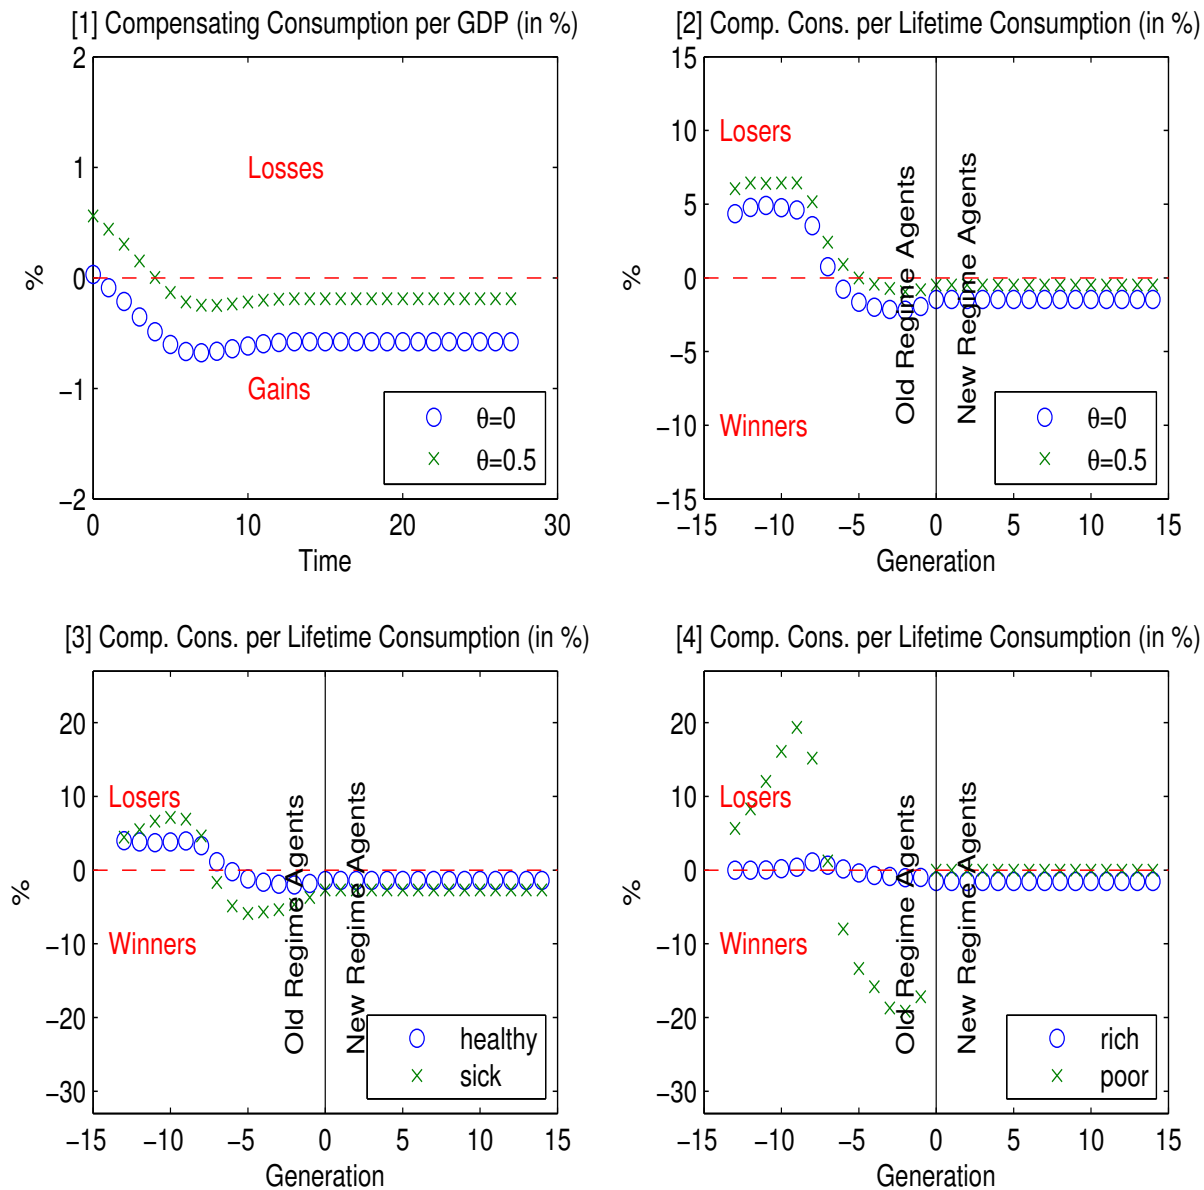 [1] Compensating Consumption per GDP (in %)
2
1
0
−1
−2
%
Losses
Gains
θ=0
θ=0.5
0
10
20
30
Time
[2] Comp. Cons. per Lifetime Consumption (in %)
15
10
5
0
−5
−10
−15
%
Losers
Winners
Old Regime Agents
New Regime Agents
θ=0
θ=0.5
−15
−10
−5
0
5
10
15
Generation
[3] Comp. Cons. per Lifetime Consumption (in %)
20
10
0
−10
−20
−30
%
Losers
Winners
Old Regime Agents
New Regime Agents
healthy
sick
−15
−10
−5
0
5
10
15
Generation
[4] Comp. Cons. per Lifetime Consumption (in %)
20
10
0
−10
−20
−30
%
Losers
Winners
Old Regime Agents
New Regime Agents
rich
poor
−15
−10
−5
0
5
10
15
Generation